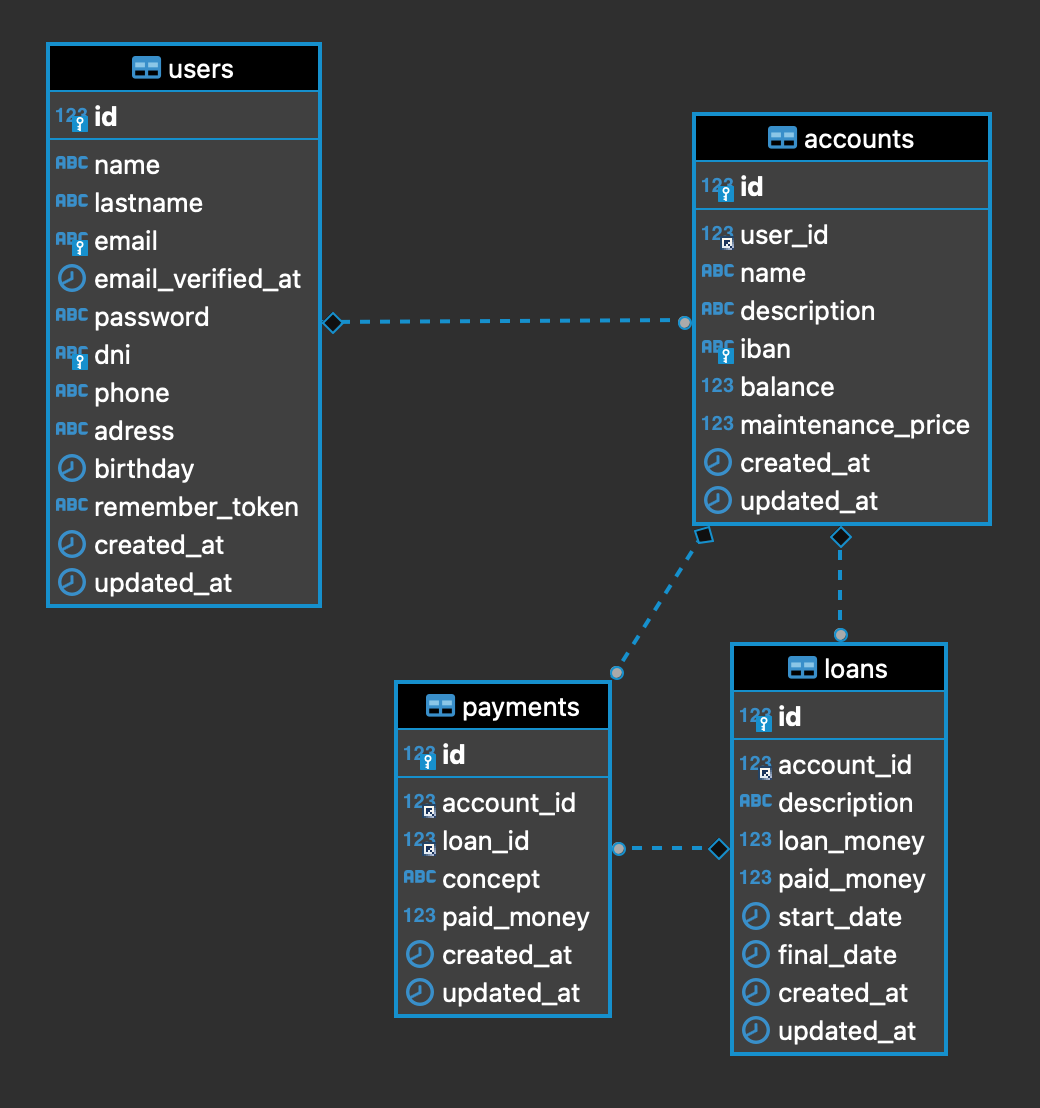 users
123 id
ABC name
ABC lastname
ABC email
email_verified_at
ABC password
ABC dni
ABC phone
ABC adress
birthday
ABC remember_token
created_at
updated_at
accounts
123 id
123 user_id
ABC name
ABC description
ABC iban
123 balance
123 maintenance_price
created_at
updated_at
payments
123 id
123 account_id
123 loan_id
ABC concept
123 paid_money
created_at
updated_at
loans
123 id
123 account_id
ABC description
123 loan_money
123 paid_money
start_date
final_date
created_at
updated_at